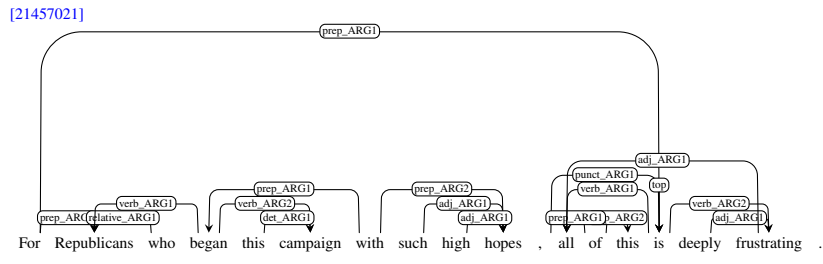 [21457021]
prep_ARG1
adj_ARG1
punct_ARG1
top
prep_ARG1 prep_ARG2 verb_ARG1
verb_ARG1 verb_ARG2 adj_ARG1 verb_ARG2
relative_ARG1 det_ARG1 adj_ARG1 prep_ARG1 adj_ARG1
For Republicans who began this campaign with such high hopes , all of this is deeply frustrating .